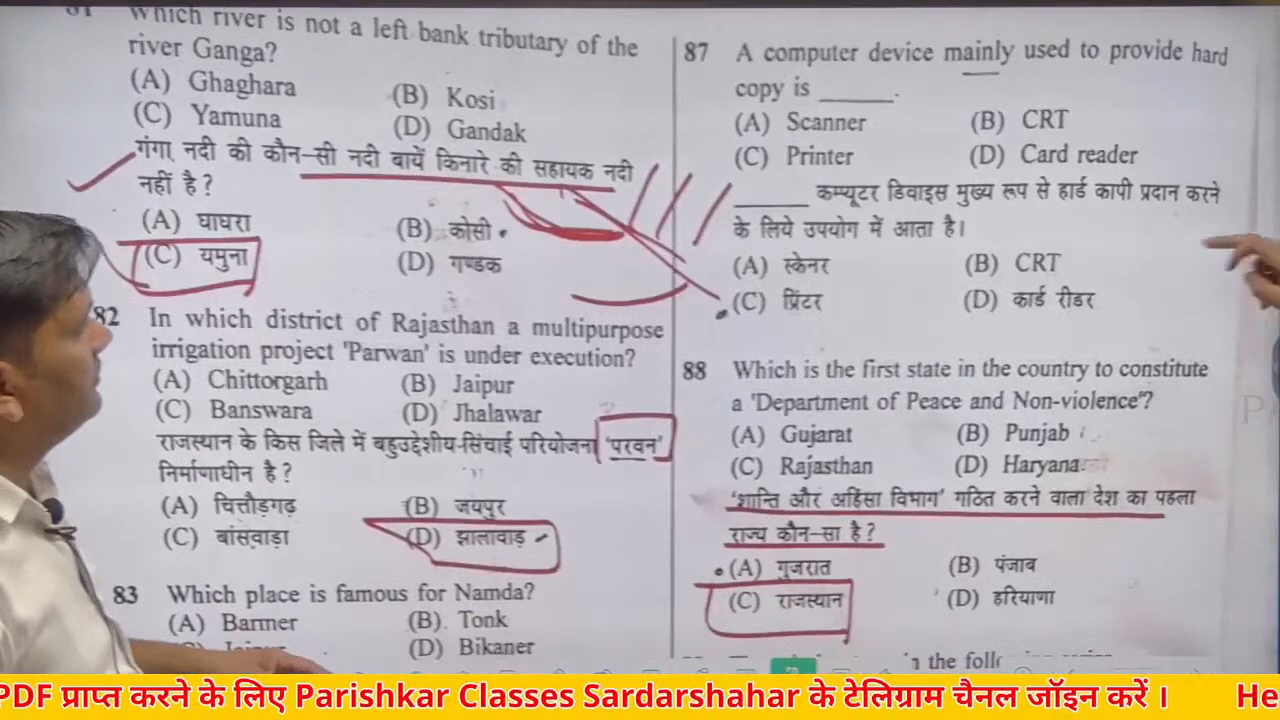 Which river is not a left bank tributary of the
river Ganga?
(A) Ghaghara (B) Kosi
(C) Yamuna (D) Gandak
गंगा नदी की कौन-सी नदी बायें किनारे की सहायक नदी
नहीं है?
(A) घाघरा (B) कोसी
(C) यमुना (D) गण्डक
82 In which district of Rajasthan a multipurpose
irrigation project 'Parwan' is under execution?
(A) Chittorgarh (B) Jaipur
(C) Banswara (D) Jhalawar
राजस्थान के किस जिले में बहुउद्देशीय-सिंचाई परियोजना 'परवन'
निर्माणाधीन है?
(A) चित्तौड़गढ़ (B) जयपुर
(C) बांसवाड़ा (D) झालावाड़
83 Which place is famous for Namda?
(A) Barmer (B) Tonk
(D) Bikaner
87 A computer device mainly used to provide hard
copy is ______.
(A) Scanner (B) CRT
(C) Printer (D) Card reader
______ कम्प्यूटर डिवाइस मुख्य रूप से हार्ड कापी प्रदान करने
के लिये उपयोग में आता है।
(A) स्केनर (B) CRT
(C) प्रिंटर (D) कार्ड रीडर
88 Which is the first state in the country to constitute
a 'Department of Peace and Non-violence'?
(A) Gujarat (B) Punjab
(C) Rajasthan (D) Haryana
'शान्ति और अहिंसा विभाग' गठित करने वाला देश का पहला
राज्य कौन-सा है?
(A) गुजरात (B) पंजाब
(C) राजस्थान (D) हरियाणा
the
P
PDF प्राप्त करने के लिए Parishkar Classes Sardarshahar के टेलिग्राम चैनल जॉइन करें । He